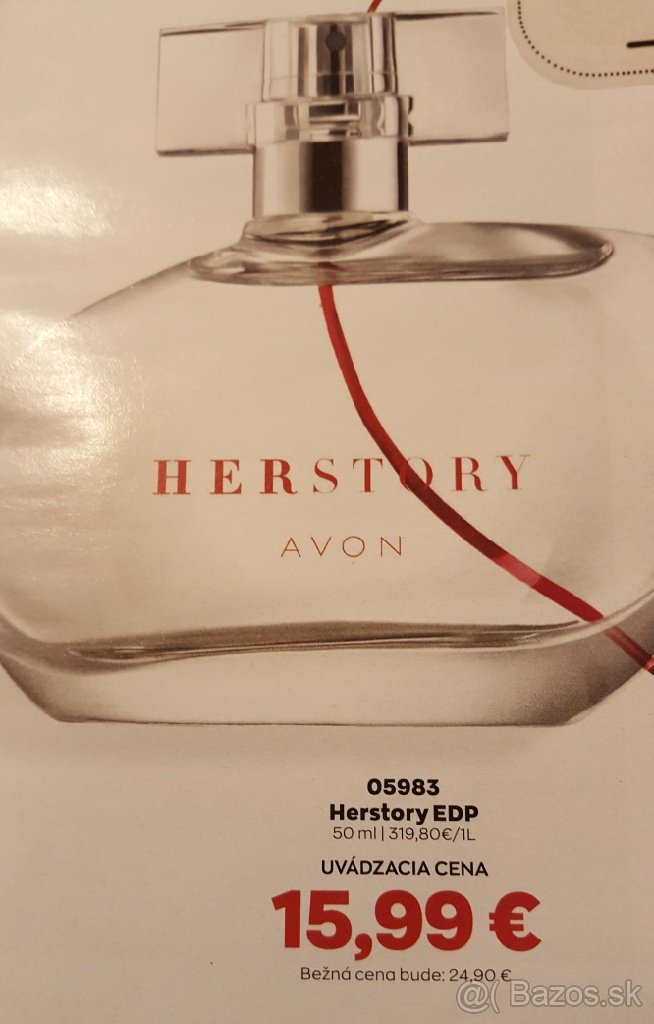 HERSTORY
AVON
05983
Herstory EDP
50 ml | 319,80€/1L
UVÁDZACIA CENA
15,99 €
Bežná cena bude: 24,90 €
@( Bazos.sk